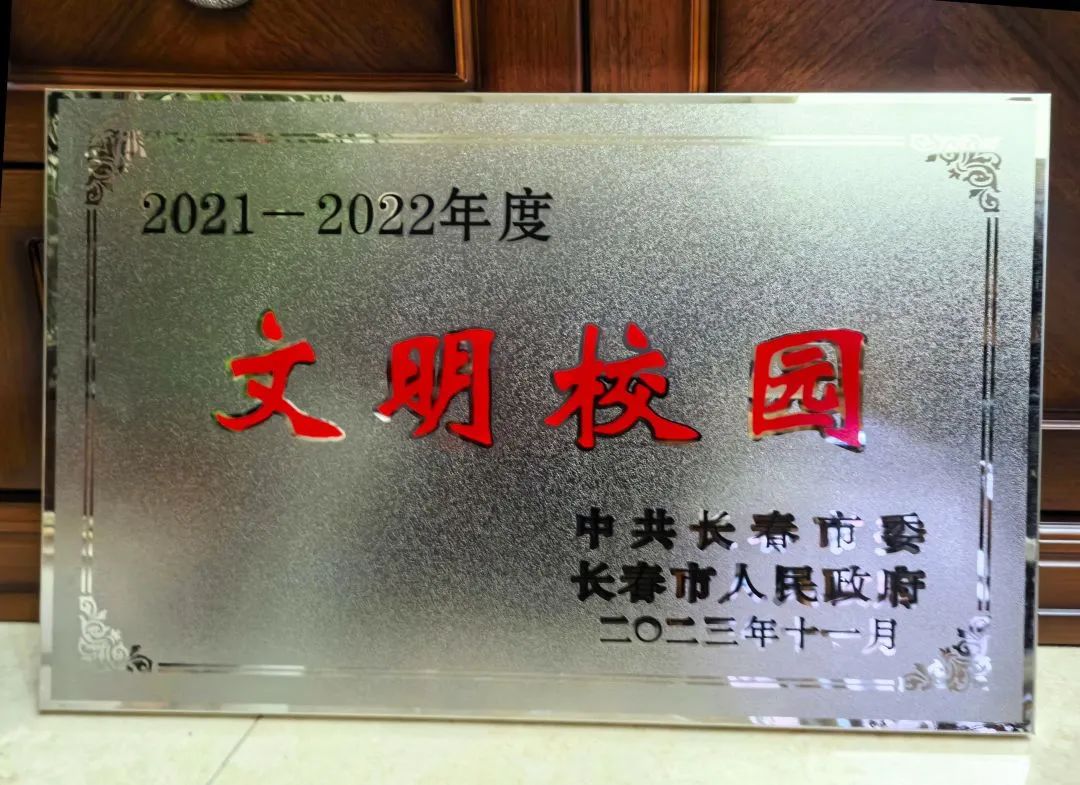 2021－2022年度
文明校园
中共长春市委
长春市人民政府
二〇二三年十一月